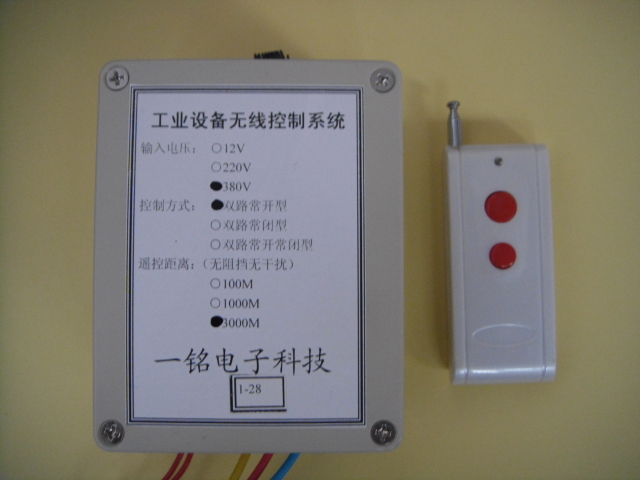 工业设备无线控制系统
输入电压：○12V
○220V
●380V
控制方式：●双路常开型
○双路常闭型
○双路常开常闭型
遥控距离：（无阻挡无干扰）
○100M
○1000M
●3000M
一铭电子科技
1-28